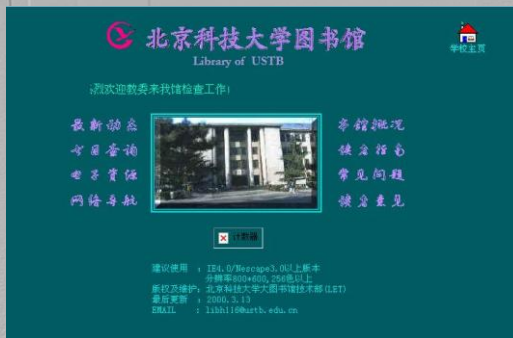 北京科技大学图书馆
Library of USTB
学校主页
烈欢迎教委来我馆检查工作!
最新动态
本馆概况
书目查询
读者指南
电子资源
常见问题
网络导航
读者意见
计数器
建议使用 : IE4.0/Nescape3.0以上版本
分辨率800*600,256色以上
版权及维护: 北京科技大学图书馆技术部(LET)
最后更新 : 2000.3.13
EMAIL : libhl16@ustb.edu.cn